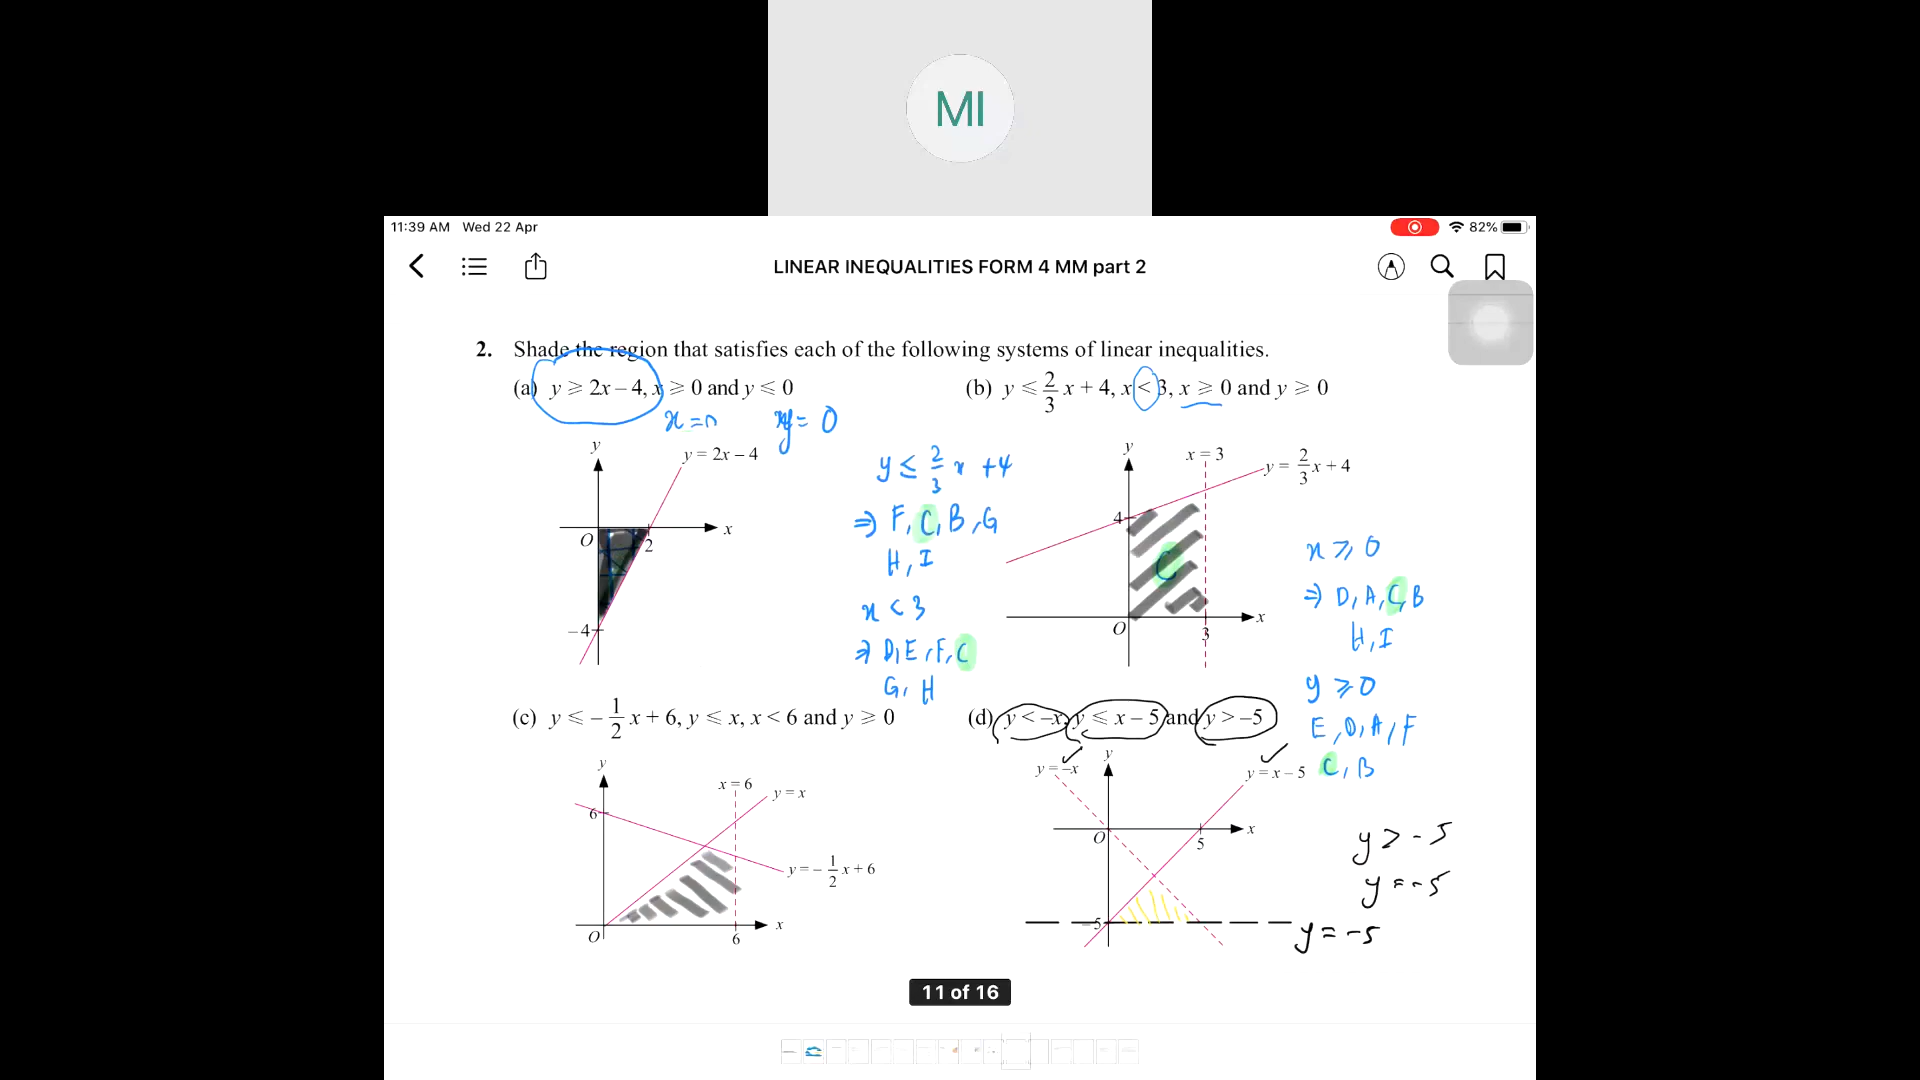 MI
11:39 AM Wed 22 Apr
82%
LINEAR INEQUALITIES FORM 4 MM part 2
2. Shade the region that satisfies each of the following systems of linear inequalities.
(a) y ⩾ 2x – 4, x ⩾ 0 and y ⩽ 0
x = 0
y = 0
y
y = 2x – 4
O
2
x
–4
(b) y ⩽ 2/3 x + 4, x < 3, x ⩾ 0 and y ⩾ 0
y ≤ 2/3 x + 4
⇒ F, C, B, G
H, I
x < 3
⇒ D, E, F, C
G, H
y
x = 3
y = 2/3 x + 4
4
C
O
3
x
x ⩾ 0
⇒ D, A, C, B
H, I
y ⩾ 0
E, D, A, F
C, B
(c) y ⩽ – 1/2 x + 6, y ⩽ x, x < 6 and y ⩾ 0
y
x = 6
y = x
6
y = – 1/2 x + 6
O
6
x
(d) y < –x, y ⩽ x – 5 and y > –5
y = –x
y
y = x – 5
O
5
x
–5
y > -5
y = -5
y = -5
11 of 16